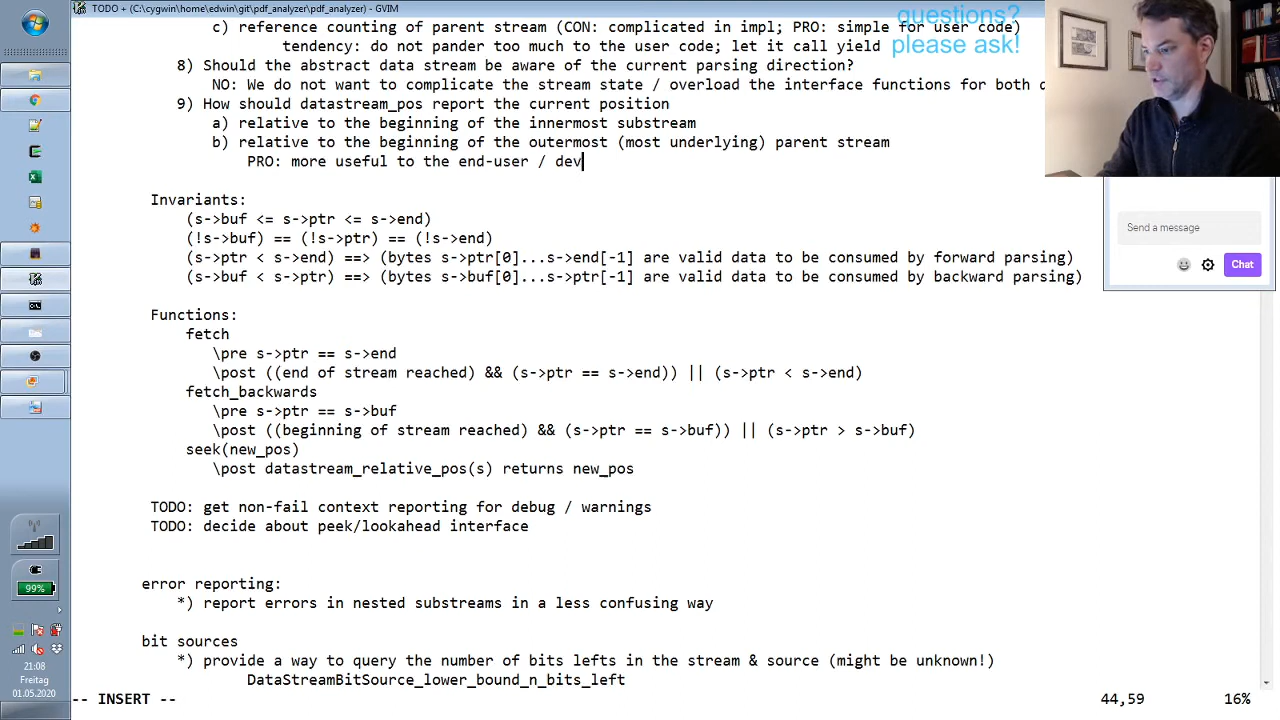 TODO + (C:\cygwin\home\edwin\git\pdf_analyzer\pdf_analyzer) - GVIM
questions?
please ask!
c) reference counting of parent stream (CON: complicated in impl; PRO: simple for user code)
tendency: do not pander too much to the user code; let it call yield
8) Should the abstract data stream be aware of the current parsing direction?
NO: We do not want to complicate the stream state / overload the interface functions for both
9) How should datastream_pos report the current position
a) relative to the beginning of the innermost substream
b) relative to the beginning of the outermost (most underlying) parent stream
PRO: more useful to the end-user / dev
Invariants:
(s->buf <= s->ptr <= s->end)
(!s->buf) == (!s->ptr) == (!s->end)
(s->ptr < s->end) ==> (bytes s->ptr[0]...s->end[-1] are valid data to be consumed by forward parsing)
(s->buf < s->ptr) ==> (bytes s->buf[0]...s->ptr[-1] are valid data to be consumed by backward parsing)
Functions:
fetch
\pre s->ptr == s->end
\post ((end of stream reached) && (s->ptr == s->end)) || (s->ptr < s->end)
fetch_backwards
\pre s->ptr == s->buf
\post ((beginning of stream reached) && (s->ptr == s->buf)) || (s->ptr > s->buf)
seek(new_pos)
\post datastream_relative_pos(s) returns new_pos
TODO: get non-fail context reporting for debug / warnings
TODO: decide about peek/lookahead interface
error reporting:
*) report errors in nested substreams in a less confusing way
bit sources
*) provide a way to query the number of bits lefts in the stream & source (might be unknown!)
DataStreamBitSource_lower_bound_n_bits_left
-- INSERT --
44,59
16%
Send a message
Chat
99%
21:08
Freitag
01.05.2020